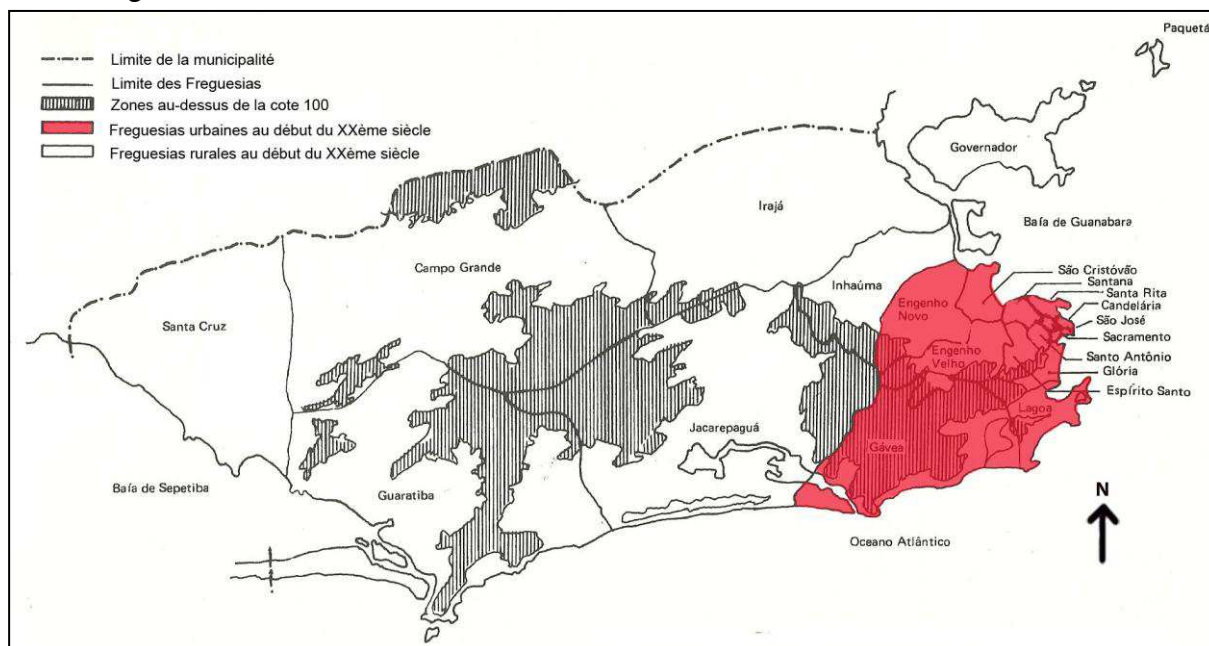 Limite de la municipalité
Limite des Freguesias
Zones au-dessus de la cote 100
Freguesias urbaines au début du XXème siècle
Freguesias rurales au début du XXème siècle
Paquetá
Governador
Irajá
Baía de Guanabara
Campo Grande
Inhaúma
São Cristóvão
Santana
Santa Rita
Candelária
São José
Sacramento
Santo Antônio
Glória
Espírito Santo
Santa Cruz
Engenho
Novo
Engenho
Velho
Lagoa
Jacarepaguá
Gávea
Baía de Sepetiba
Guaratiba
Oceano Atlântico
N